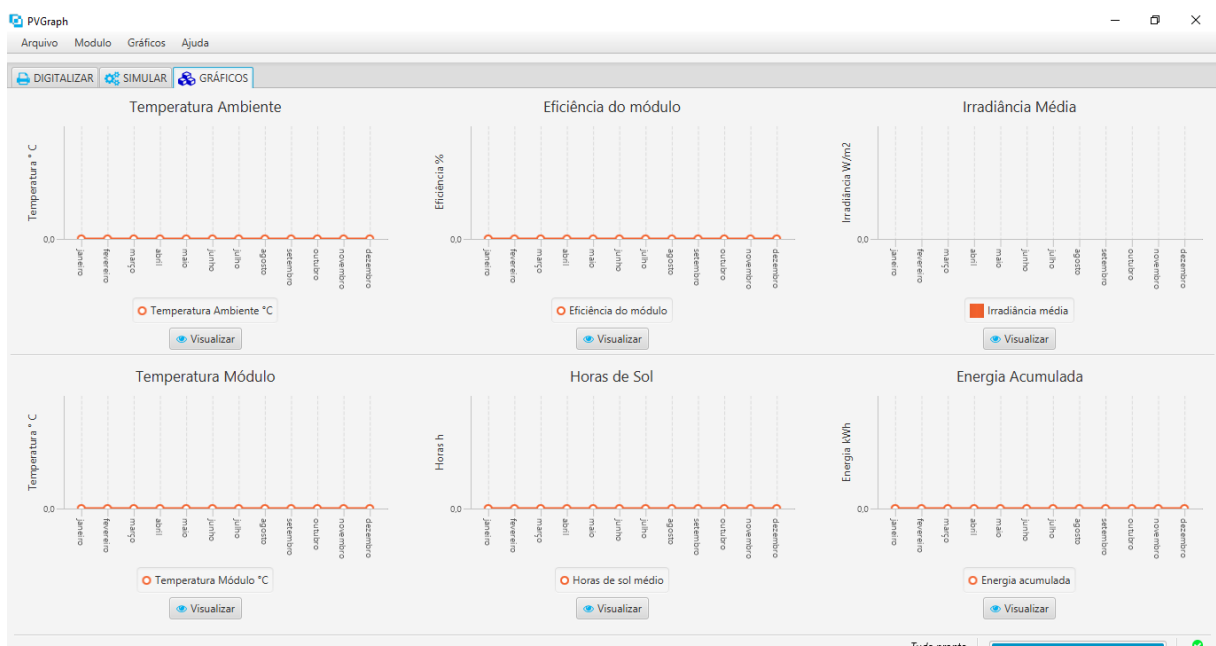 PVGraph
Arquivo Modulo Gráficos Ajuda
DIGITALIZAR SIMULAR GRÁFICOS
Temperatura Ambiente
Temperatura ° C
0,0
janeiro fevereiro março abril maio junho julho agosto setembro outubro novembro dezembro
Temperatura Ambiente °C
Visualizar
Eficiência do módulo
Eficiência %
0,0
janeiro fevereiro março abril maio junho julho agosto setembro outubro novembro dezembro
Eficiência do módulo
Visualizar
Irradiância Média
Irradiância W/m2
0,0
janeiro fevereiro março abril maio junho julho agosto setembro outubro novembro dezembro
Irradiância média
Visualizar
Temperatura Módulo
Temperatura ° C
0,0
janeiro fevereiro março abril maio junho julho agosto setembro outubro novembro dezembro
Temperatura Módulo °C
Visualizar
Horas de Sol
Horas h
0,0
janeiro fevereiro março abril maio junho julho agosto setembro outubro novembro dezembro
Horas de sol médio
Visualizar
Energia Acumulada
Energia kWh
0,0
janeiro fevereiro março abril maio junho julho agosto setembro outubro novembro dezembro
Energia acumulada
Visualizar
Tudo pronto